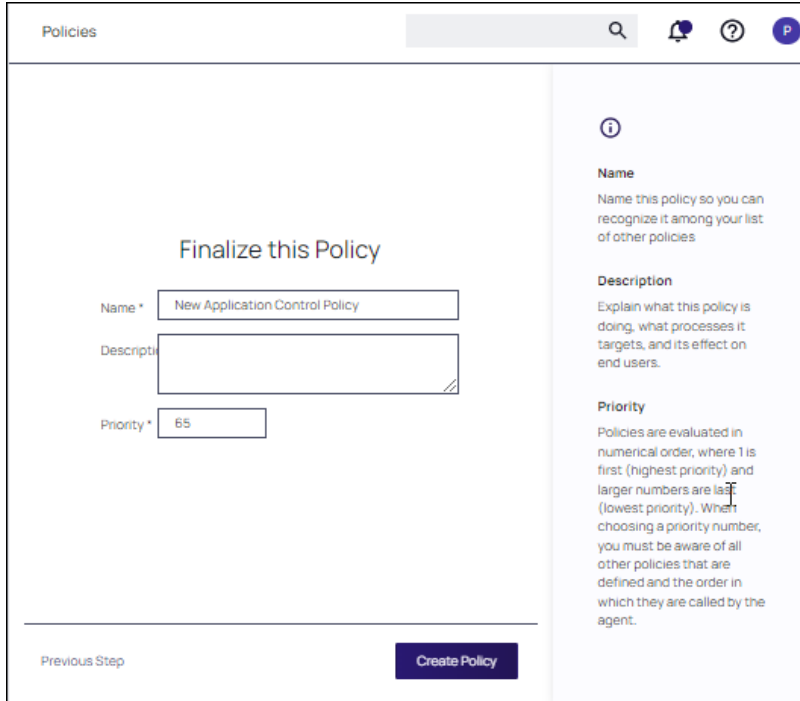 Policies
P
Finalize this Policy
Name *
New Application Control Policy
Descriptio
Priority *
65
Previous Step
Create Policy
Name
Name this policy so you can
recognize it among your list
of other policies
Description
Explain what this policy is
doing, what processes it
targets, and its effect on
end users.
Priority
Policies are evaluated in
numerical order, where 1 is
first (highest priority) and
larger numbers are last
(lowest priority). When
choosing a priority number,
you must be aware of all
other policies that are
defined and the order in
which they are called by the
agent.